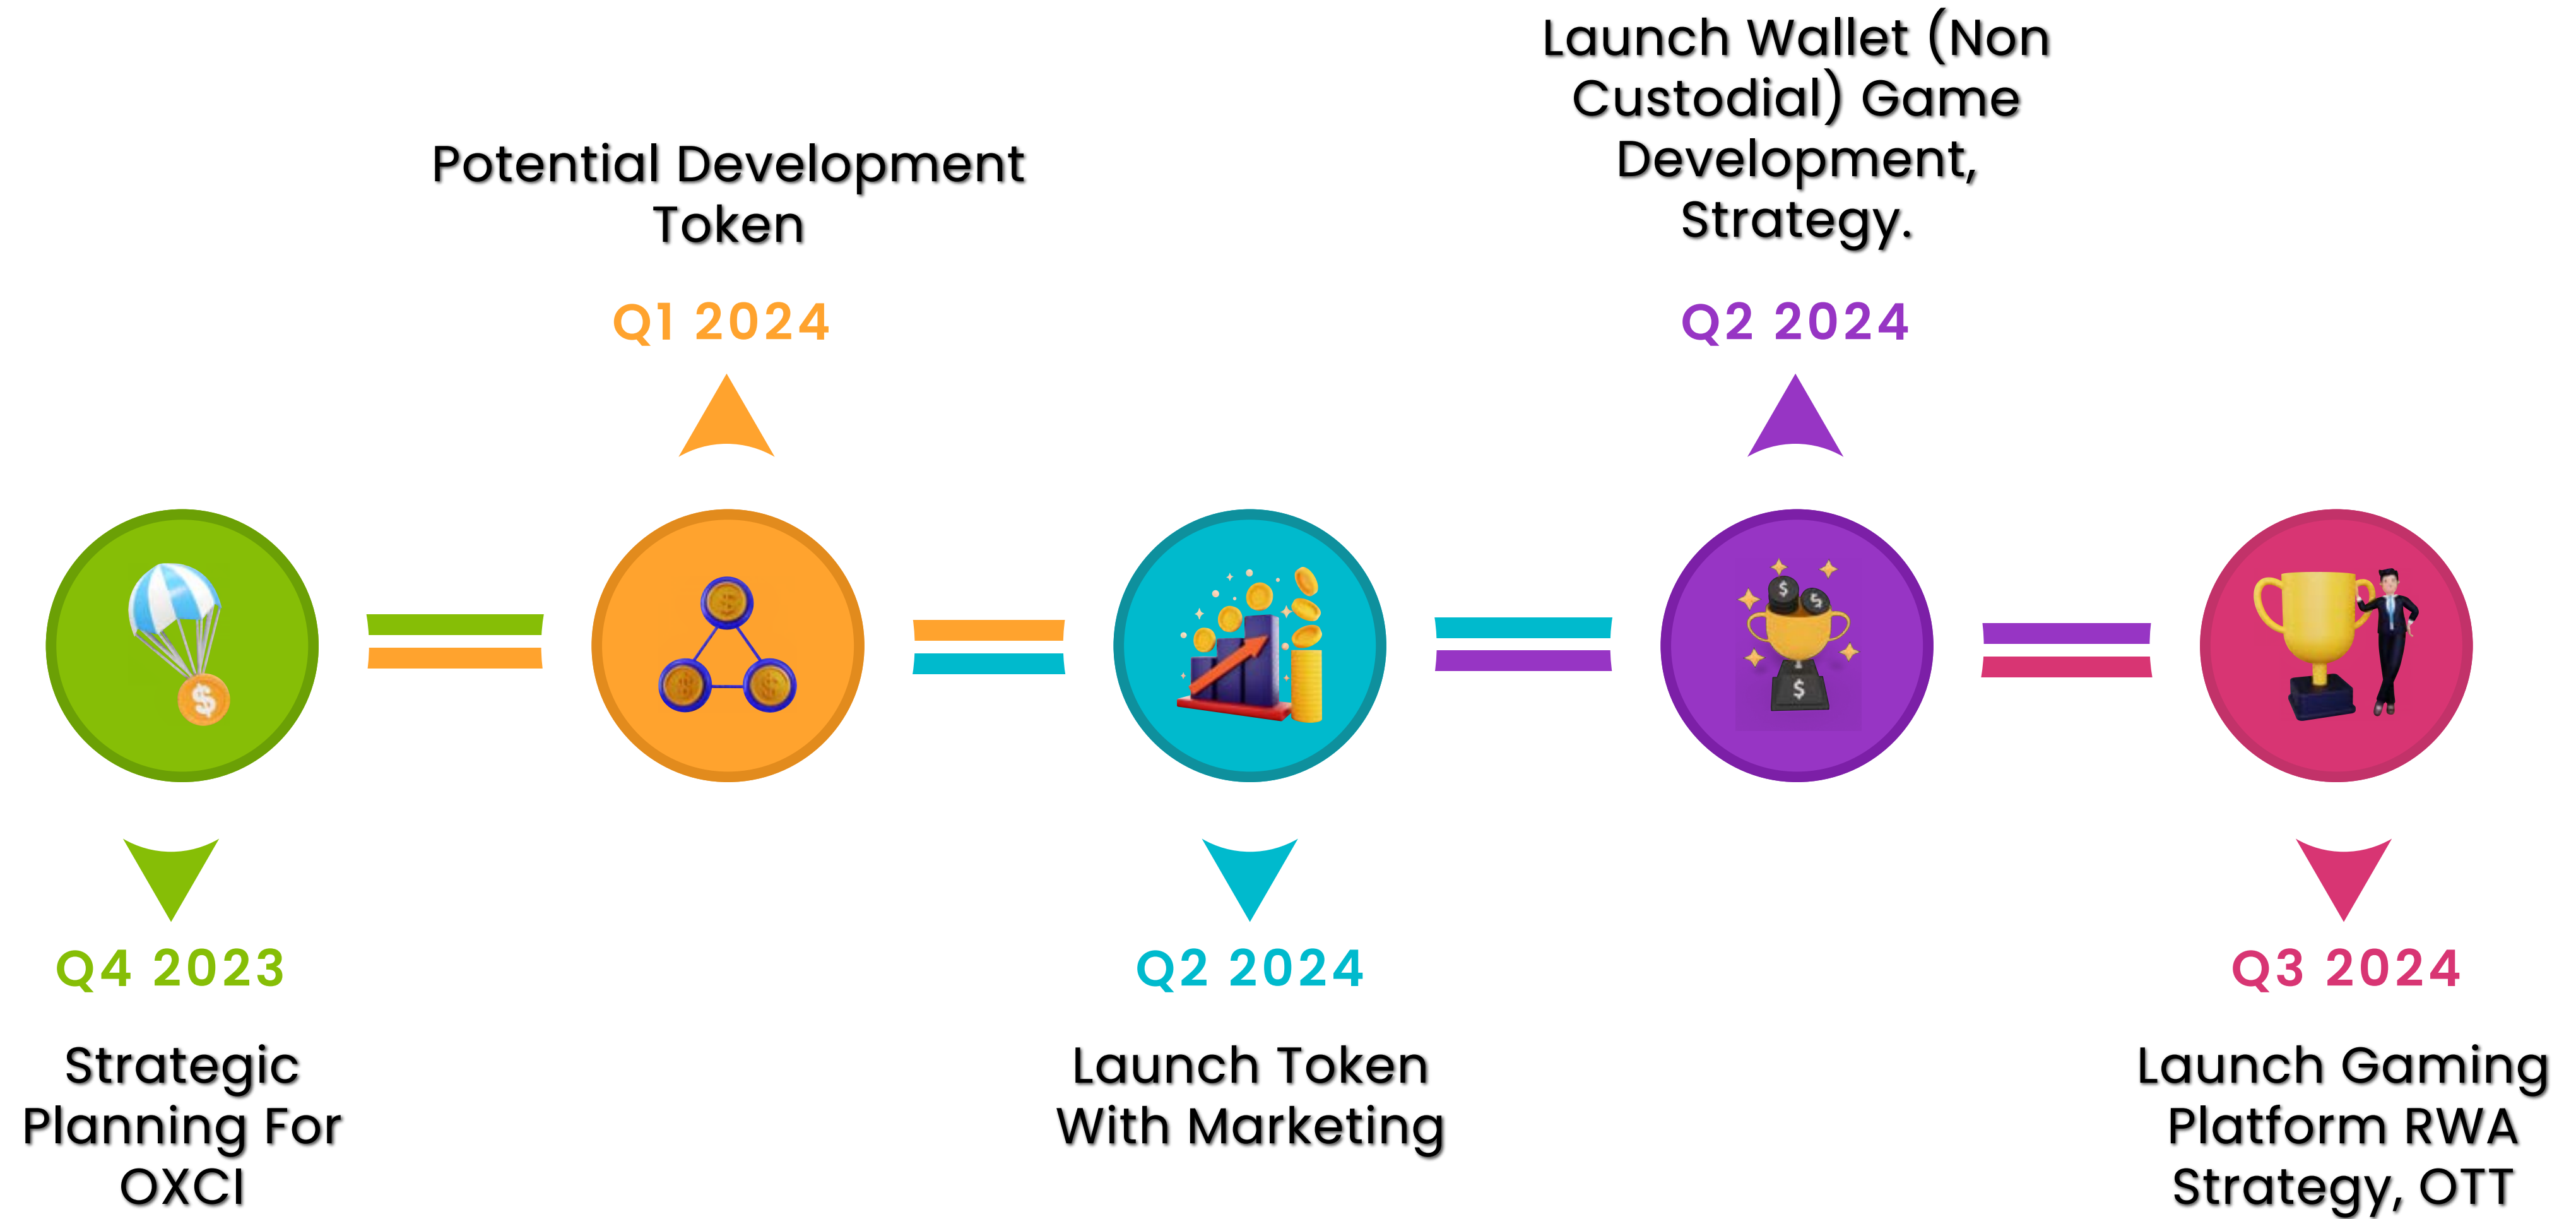 Strategic
Planning For
OXCI
Q4 2023
Potential Development
Token
Q1 2024
Q2 2024
Launch Token
With Marketing
Launch Wallet (Non
Custodial) Game
Development,
Strategy.
Q2 2024
Q3 2024
Launch Gaming
Platform RWA
Strategy, OTT